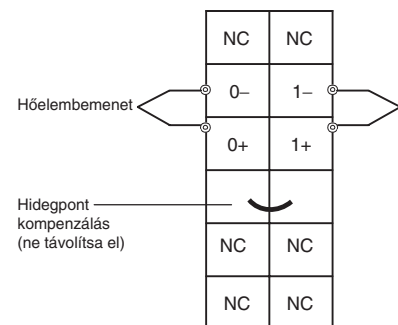 NC NC
Hőelembemenet 0– 1–
0+ 1+
Hidegpont
kompenzálás
(ne távolítsa el)
NC NC
NC NC